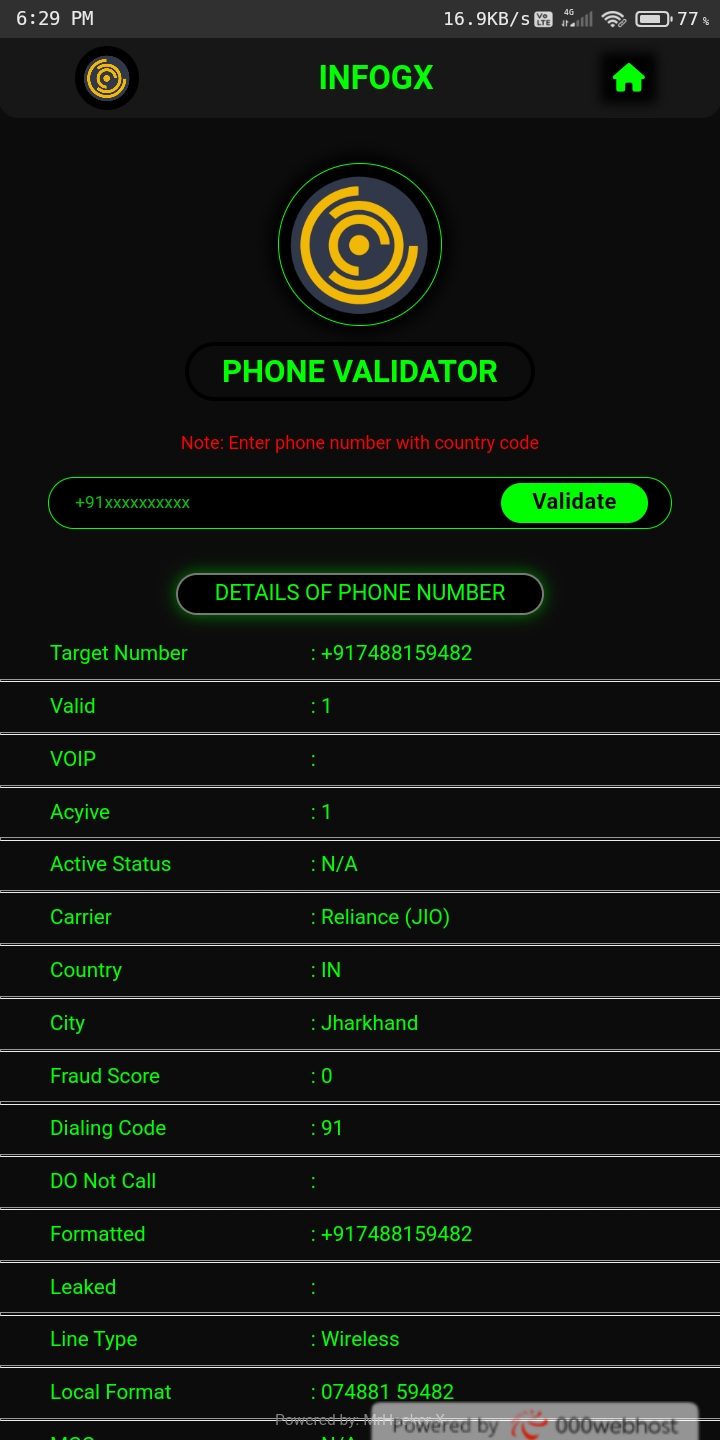 6:29 PM 16.9KB/s Vo LTE 4G 77 %
INFOGX
PHONE VALIDATOR
Note: Enter phone number with country code
+91xxxxxxxxxx Validate
DETAILS OF PHONE NUMBER
Target Number : +917488159482
Valid : 1
VOIP :
Acyive : 1
Active Status : N/A
Carrier : Reliance (JIO)
Country : IN
City : Jharkhand
Fraud Score : 0
Dialing Code : 91
DO Not Call :
Formatted : +917488159482
Leaked :
Line Type : Wireless
Local Format : 074881 59482
Powered by:
Powered by 000webhost